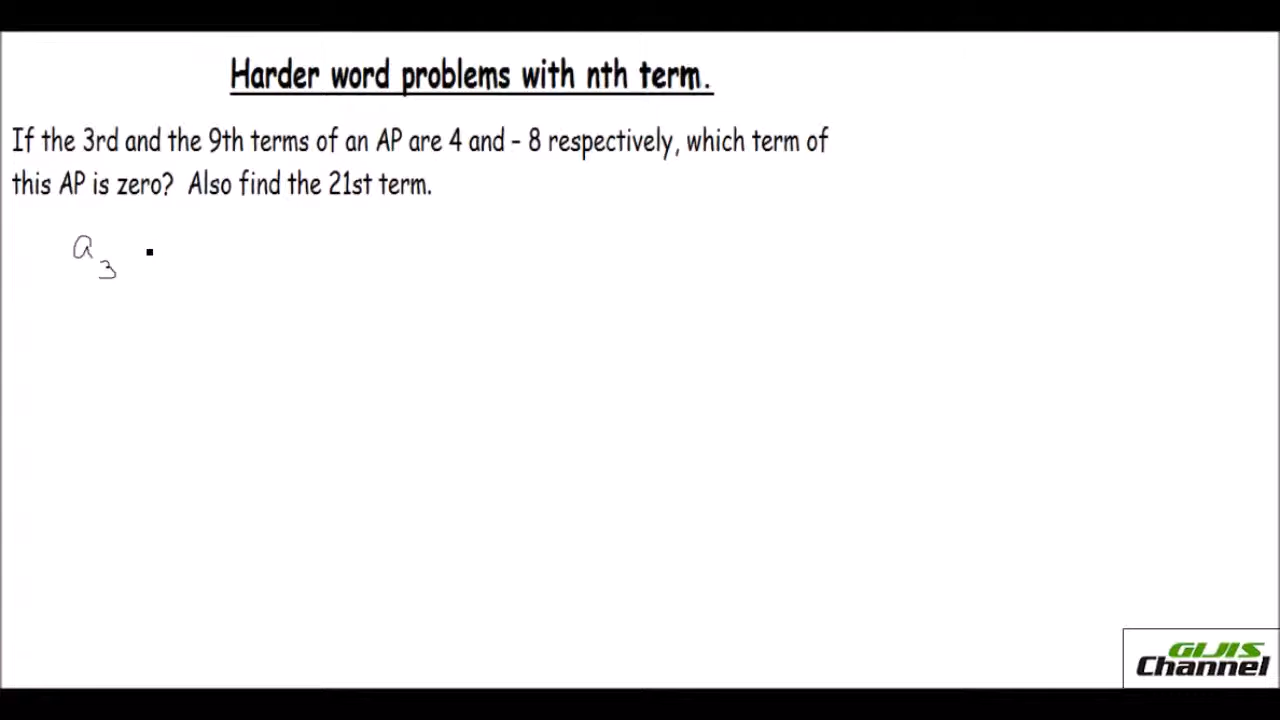 Harder word problems with nth term.
If the 3rd and the 9th terms of an AP are 4 and - 8 respectively, which term of
this AP is zero? Also find the 21st term.
a₃
GIJIS
Channel